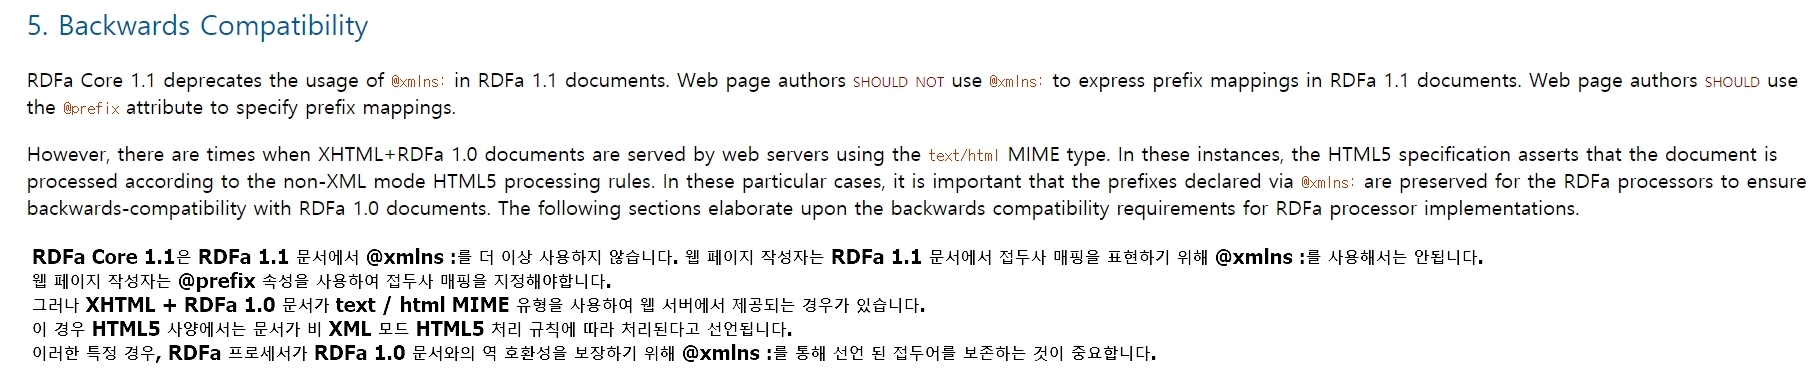 5. Backwards Compatibility
RDFa Core 1.1 deprecates the usage of @xmlns: in RDFa 1.1 documents. Web page authors SHOULD NOT use @xmlns: to express prefix mappings in RDFa 1.1 documents. Web page authors SHOULD use
the @prefix attribute to specify prefix mappings.
However, there are times when XHTML+RDFa 1.0 documents are served by web servers using the text/html MIME type. In these instances, the HTML5 specification asserts that the document is
processed according to the non-XML mode HTML5 processing rules. In these particular cases, it is important that the prefixes declared via @xmlns: are preserved for the RDFa processors to ensure
backwards-compatibility with RDFa 1.0 documents. The following sections elaborate upon the backwards compatibility requirements for RDFa processor implementations.
RDFa Core 1.1은 RDFa 1.1 문서에서 @xmlns :를 더 이상 사용하지 않습니다. 웹 페이지 작성자는 RDFa 1.1 문서에서 접두사 매핑을 표현하기 위해 @xmlns :를 사용해서는 안됩니다.
웹 페이지 작성자는 @prefix 속성을 사용하여 접두사 매핑을 지정해야합니다.
그러나 XHTML + RDFa 1.0 문서가 text / html MIME 유형을 사용하여 웹 서버에서 제공되는 경우가 있습니다.
이 경우 HTML5 사양에서는 문서가 비 XML 모드 HTML5 처리 규칙에 따라 처리된다고 선언됩니다.
이러한 특정 경우, RDFa 프로세서가 RDFa 1.0 문서와의 역 호환성을 보장하기 위해 @xmlns :를 통해 선언 된 접두어를 보존하는 것이 중요합니다.